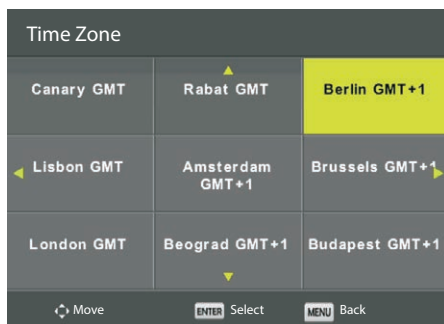 Time Zone
Canary GMT
Rabat GMT
Berlin GMT+1
Lisbon GMT
Amsterdam
GMT+1
Brussels GMT+1
London GMT
Beograd GMT+1
Budapest GMT+1
Move
ENTER Select
MENU Back